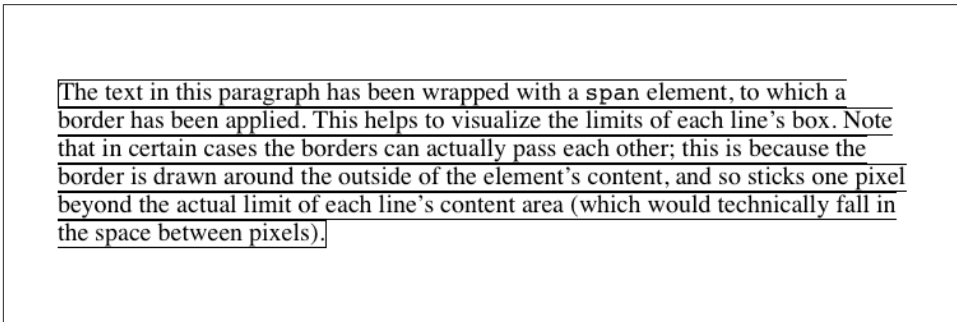 The text in this paragraph has been wrapped with a span element, to which a
border has been applied. This helps to visualize the limits of each line’s box. Note
that in certain cases the borders can actually pass each other; this is because the
border is drawn around the outside of the element’s content, and so sticks one pixel
beyond the actual limit of each line’s content area (which would technically fall in
the space between pixels).